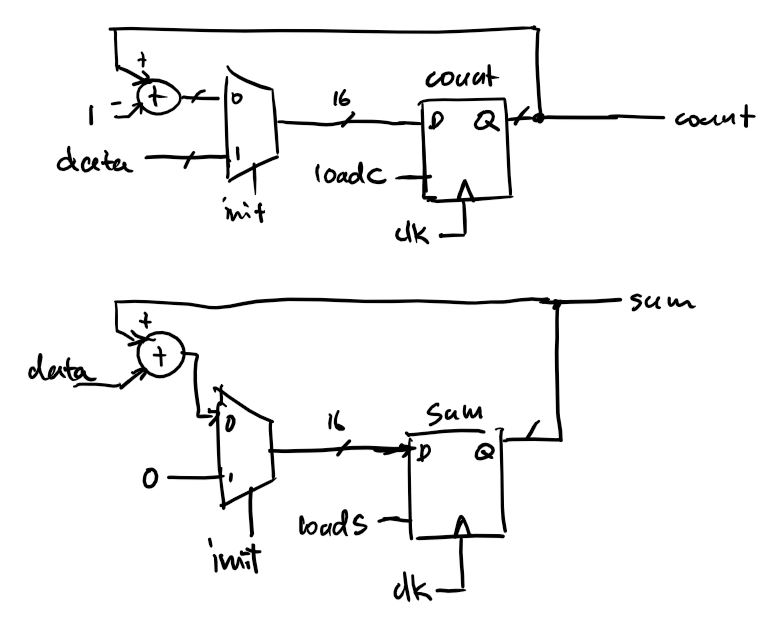 +
count
16
+
0
D Q
1 -
count
data
1
loadC
init
clk
sum
+
+
data
sum
16
0
D Q
0
1
loadS
init
clk